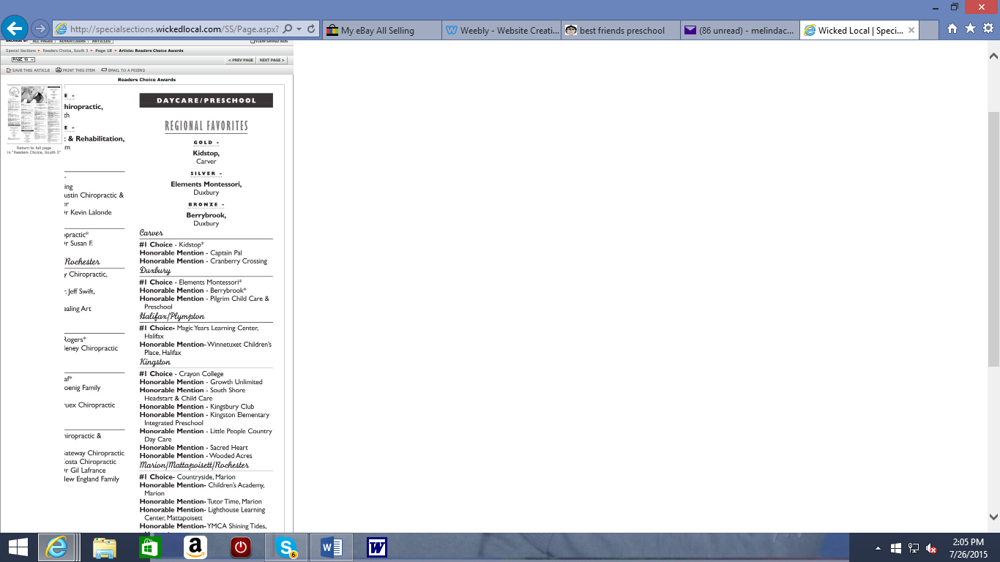 http://specialsections.wickedlocal.com/SS/Page.aspx?
My eBay All Selling
Weebly - Website Creati...
best friends preschool
(86 unread) - melindac...
Wicked Local | Speci...
ALL PAGES ADVERTISERS ARTICLES
VIEW SAVED ADS
Special Sections Readers Choice, South 3 Page 18 Article: Readers Choice Awards
PAGE 18
< PREV PAGE NEXT PAGE >
SAVE THIS ARTICLE PRINT THIS ITEM EMAIL TO A FRIEND
Readers Choice Awards
Return to full page
in "Readers Choice, South 3"
E -
hiropractic,
th
E -
: & Rehabilitation,
m
ing
ustin Chiropractic &
er
Dr Kevin Lalonde
opractic*
Dr Susan F.
Rochester
y Chiropractic,
r. Jeff Swift,
ealing Art
Rogers*
leney Chiropractic
af*
oenig Family
ruex Chiropractic
hiropractic &
Gateway Chiropractic
Costa Chiropractic
Dr Gil Lafrance
New England Family
DAYCARE/PRESCHOOL
REGIONAL FAVORITES
GOLD -
Kidstop,
Carver
SILVER -
Elements Montessori,
Duxbury
BRONZE -
Berrybrook,
Duxbury
Carver
#1 Choice - Kidstop*
Honorable Mention - Captain Pal
Honorable Mention - Cranberry Crossing
Duxbury
#1 Choice - Elements Montessori*
Honorable Mention - Berrybrook*
Honorable Mention - Pilgrim Child Care &
Preschool
Halifax/Plympton
#1 Choice- Magic Years Learning Center,
Halifax
Honorable Mention- Winnetuxet Children's
Place, Halifax
Kingston
#1 Choice - Crayon College
Honorable Mention - Growth Unlimited
Honorable Mention - South Shore
Headstart & Child Care
Honorable Mention - Kingsbury Club
Honorable Mention - Kingston Elementary
Integrated Preschool
Honorable Mention - Little People Country
Day Care
Honorable Mention - Sacred Heart
Honorable Mention - Wooded Acres
Marion/Mattapoisett/Rochester
#1 Choice- Countryside, Marion
Honorable Mention- Children's Academy,
Marion
Honorable Mention- Tutor Time, Marion
Honorable Mention- Lighthouse Learning
Center, Mattapoisett
Honorable Mention- YMCA Shining Tides,
6
2:05 PM
7/26/2015